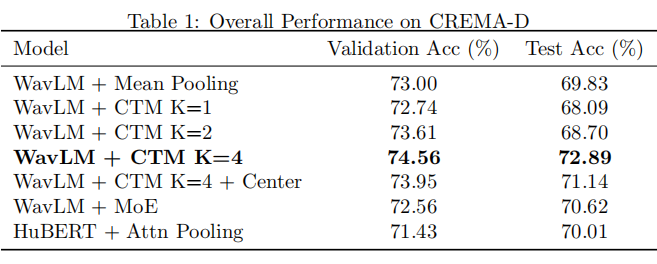 Table 1: Overall Performance on CREMA-D
Model Validation Acc (%) Test Acc (%)
WavLM + Mean Pooling 73.00 69.83
WavLM + CTM K=1 72.74 68.09
WavLM + CTM K=2 73.61 68.70
WavLM + CTM K=4 74.56 72.89
WavLM + CTM K=4 + Center 73.95 71.14
WavLM + MoE 72.56 70.62
HuBERT + Attn Pooling 71.43 70.01